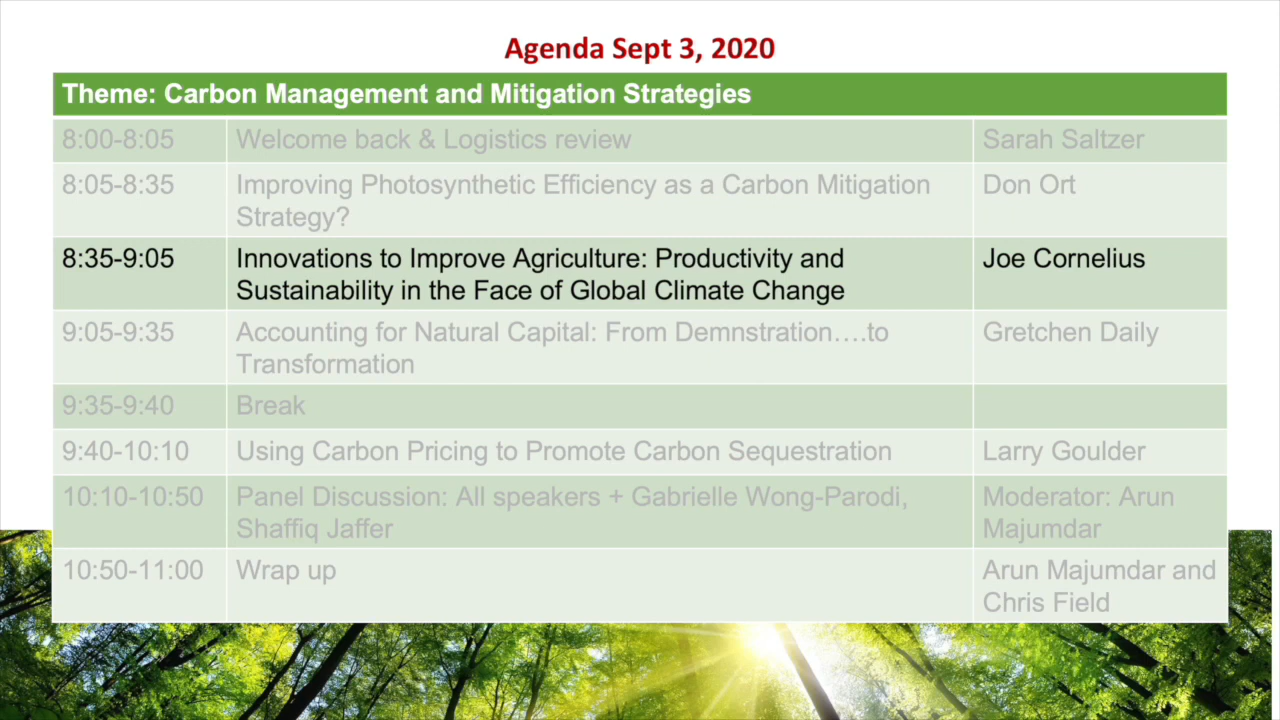 Agenda Sept 3, 2020
Theme: Carbon Management and Mitigation Strategies
8:00-8:05 Welcome back & Logistics review Sarah Saltzer
8:05-8:35 Improving Photosynthetic Efficiency as a Carbon Mitigation Don Ort
Strategy?
8:35-9:05 Innovations to Improve Agriculture: Productivity and Joe Cornelius
Sustainability in the Face of Global Climate Change
9:05-9:35 Accounting for Natural Capital: From Demnstration….to Gretchen Daily
Transformation
9:35-9:40 Break
9:40-10:10 Using Carbon Pricing to Promote Carbon Sequestration Larry Goulder
10:10-10:50 Panel Discussion: All speakers + Gabrielle Wong-Parodi, Moderator: Arun
Shaffiq Jaffer Majumdar
10:50-11:00 Wrap up Arun Majumdar and
Chris Field